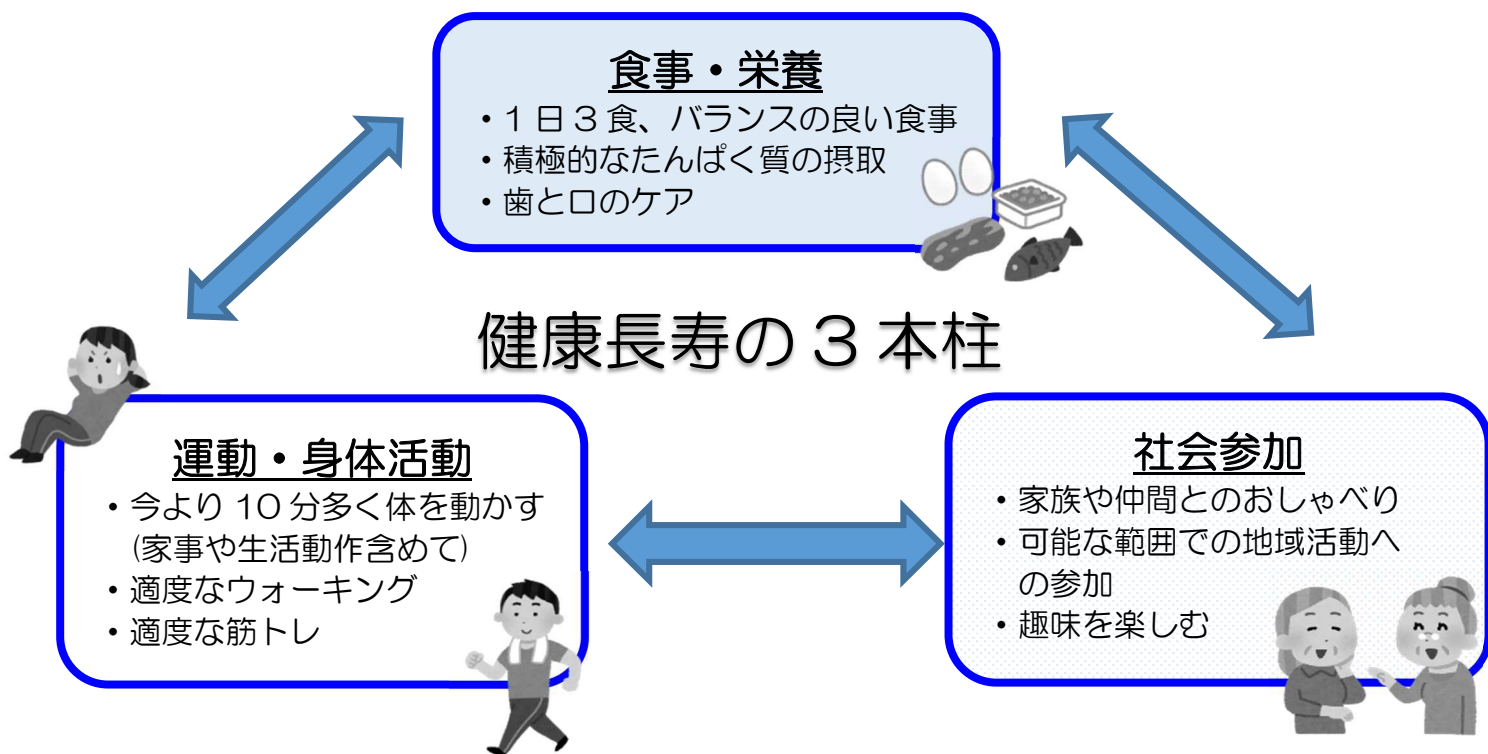 食事・栄養
・1日3食、バランスの良い食事
・積極的なたんぱく質の摂取
・歯と口のケア
健康長寿の3本柱
運動・身体活動
・今より10分多く体を動かす
(家事や生活動作含めて)
・適度なウォーキング
・適度な筋トレ
社会参加
・家族や仲間とのおしゃべり
・可能な範囲での地域活動へ
の参加
・趣味を楽しむ